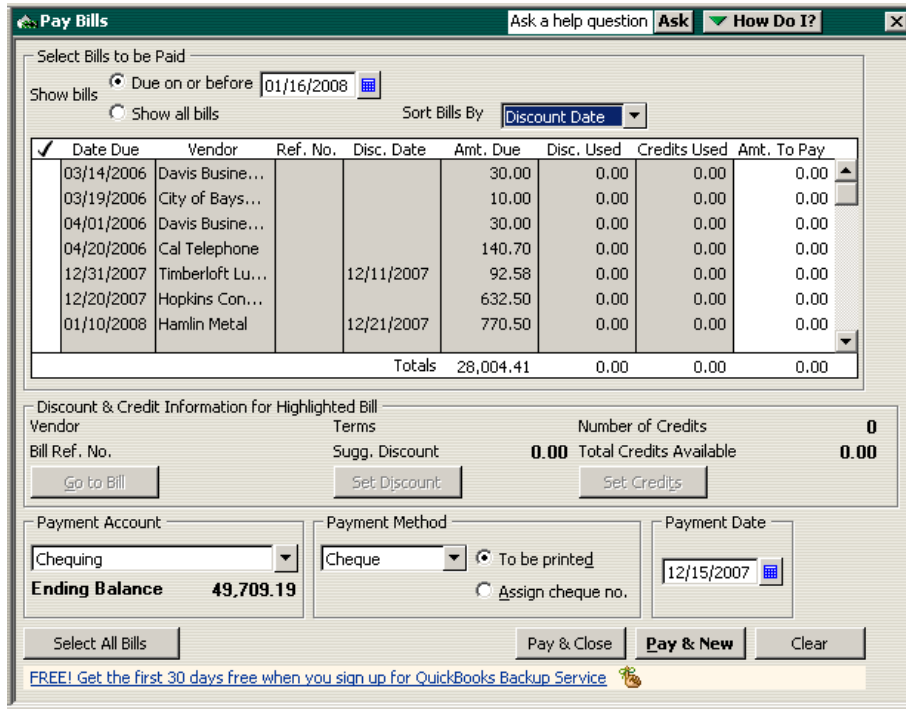 Pay Bills Ask a help question Ask How Do I?
Select Bills to be Paid
Show bills
Due on or before 01/16/2008
Show all bills
Sort Bills By Discount Date
Date Due Vendor Ref. No. Disc. Date Amt. Due Disc. Used Credits Used Amt. To Pay
03/14/2006 Davis Busine... 30.00 0.00 0.00 0.00
03/19/2006 City of Bays... 10.00 0.00 0.00 0.00
04/01/2006 Davis Busine... 30.00 0.00 0.00 0.00
04/20/2006 Cal Telephone 140.70 0.00 0.00 0.00
12/31/2007 Timberloft Lu... 12/11/2007 92.58 0.00 0.00 0.00
12/20/2007 Hopkins Con... 632.50 0.00 0.00 0.00
01/10/2008 Hamlin Metal 12/21/2007 770.50 0.00 0.00 0.00
Totals 28,004.41 0.00 0.00 0.00
Discount & Credit Information for Highlighted Bill
Vendor Terms Number of Credits 0
Bill Ref. No. Sugg. Discount 0.00 Total Credits Available 0.00
Go to Bill Set Discount Set Credits
Payment Account Payment Method Payment Date
Chequing Cheque To be printed 12/15/2007
Ending Balance 49,709.19 Assign cheque no.
Select All Bills Pay & Close Pay & New Clear
FREE! Get the first 30 days free when you sign up for QuickBooks Backup Service